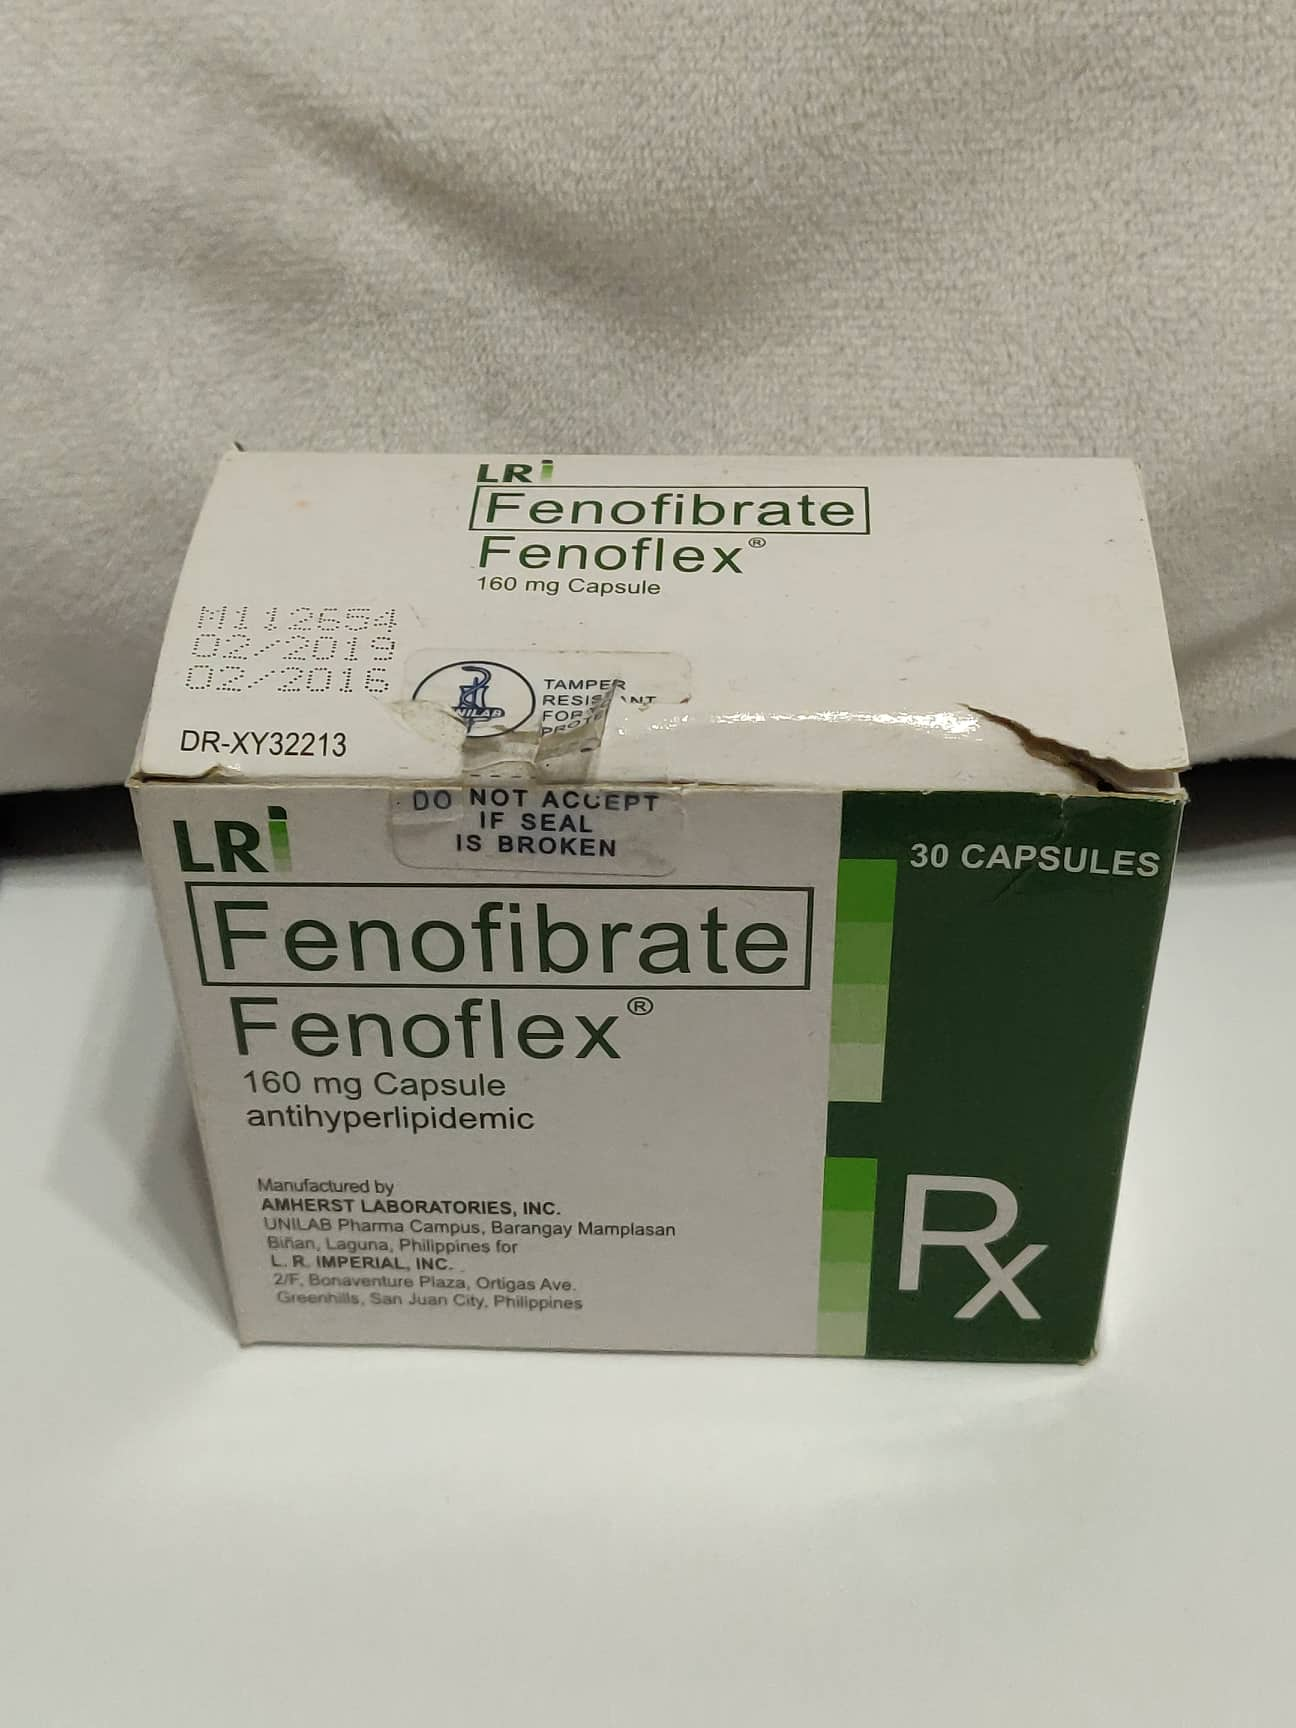 LRi
Fenofibrate
Fenoflex®
160 mg Capsule
M112654
02/2019
02/2016
DR-XY32213
UNILAB
TAMPER
DO NOT ACCEPT
IF SEAL
IS BROKEN
LRi
Fenofibrate
Fenoflex®
160 mg Capsule
antihyperlipidemic
Manufactured by
AMHERST LABORATORIES, INC.
UNILAB Pharma Campus, Barangay Mamplasan
Biñan, Laguna, Philippines for
L. R. IMPERIAL, INC.
2/F, Bonaventure Plaza, Ortigas Ave.
Greenhills, San Juan City, Philippines
30 CAPSULES
Rx